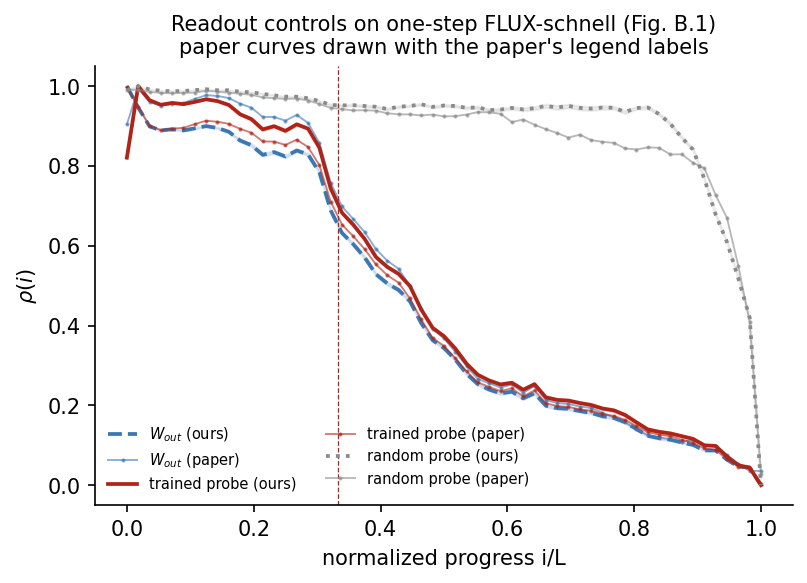 Readout controls on one-step FLUX-schnell (Fig. B.1)
paper curves drawn with the paper's legend labels
1.0
0.8
0.6
0.4
0.2
0.0
ρ(i)
W_out (ours)
W_out (paper)
trained probe (ours)
trained probe (paper)
random probe (ours)
random probe (paper)
0.0 0.2 0.4 0.6 0.8 1.0
normalized progress i/L